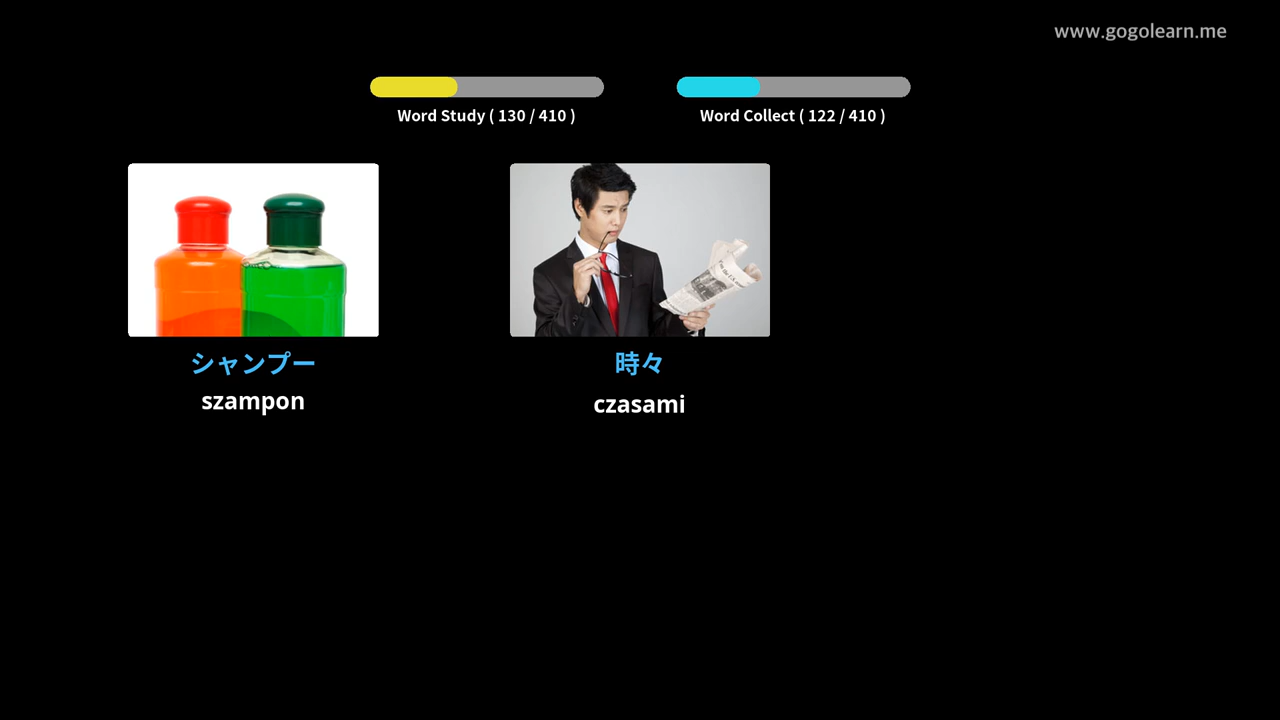 www.gogolearn.me
Word Study ( 130 / 410 )
Word Collect ( 122 / 410 )
シャンプー
szampon
時々
czasami